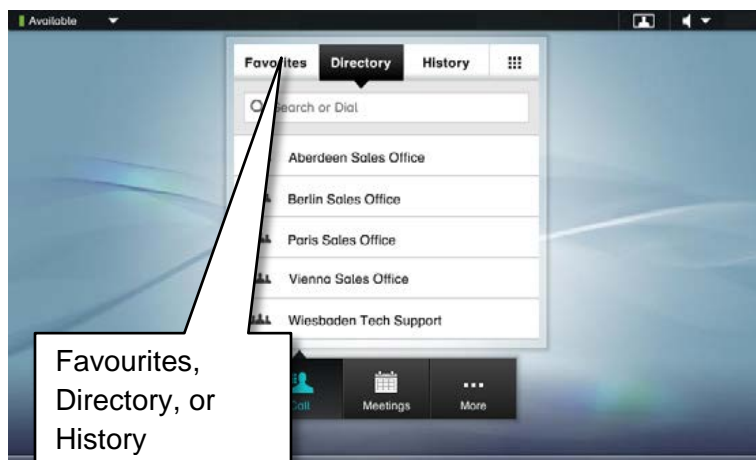 Available
Favorites Directory History
Search or Dial
Aberdeen Sales Office
Berlin Sales Office
Paris Sales Office
Vienna Sales Office
Wiesbaden Tech Support
Call Meetings More
Favourites,
Directory, or
History